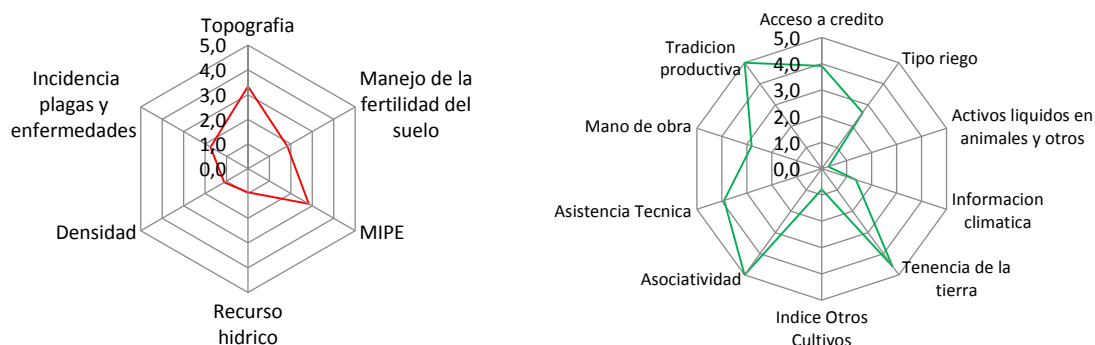 Topografia
5,0
4,0
3,0
2,0
1,0
0,0
Manejo de la
fertilidad del
suelo
MIPE
Recurso
hidrico
Densidad
Incidencia
plagas y
enfermedades
Acceso a credito
5,0
4,0
3,0
2,0
1,0
0,0
Tipo riego
Activos liquidos en
animales y otros
Informacion
climatica
Tenencia de la
tierra
Indice Otros
Cultivos
Asociatividad
Asistencia Tecnica
Mano de obra
Tradicion
productiva